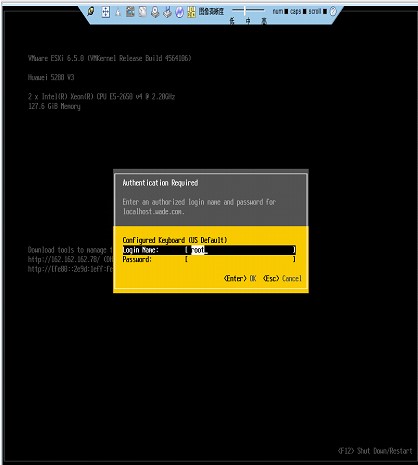 图像清晰度
低 中 高
num caps scroll
VMware ESXi 6.5.0 (VMKernel Release Build 4564106)
Huawei 5288 V3
2 x Intel(R) Xeon(R) CPU E5-2650 v4 @ 2.20GHz
127.6 GiB Memory
Authentication Required
Enter an authorized login name and password for
localhost.wade.com.
Configured Keyboard (US Default)
Login Name: [ root_ ]
Password: [ ]
<Enter> OK <Esc> Cancel
Download tools to manage t
http://162.162.162.78/ (DH
http://[fe80::2e9d:1eff:fe
<F12> Shut Down/Restart